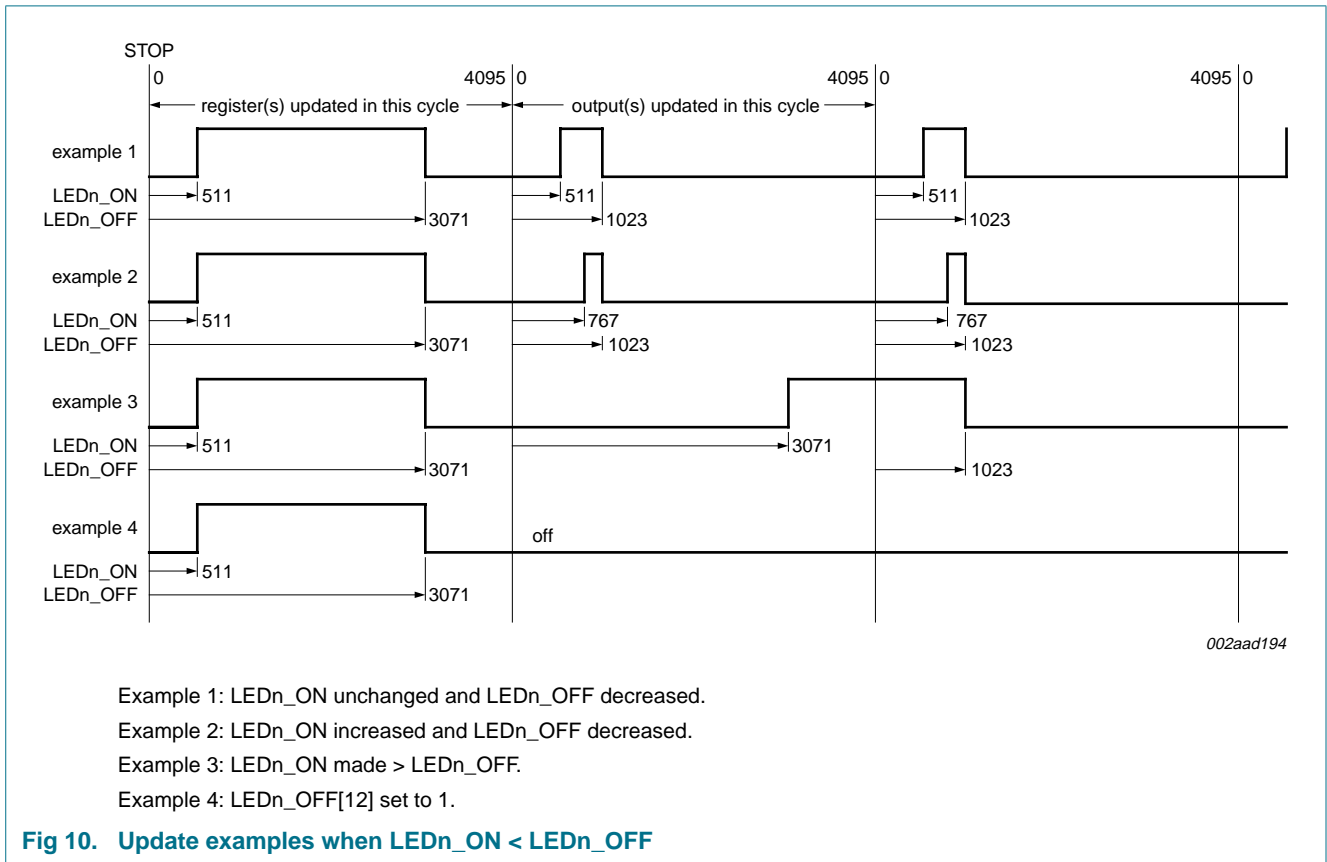 STOP
0 4095 0 4095 0 4095 0
register(s) updated in this cycle output(s) updated in this cycle
example 1
LEDn_ON 511 511 511
LEDn_OFF 3071 1023 1023
example 2
LEDn_ON 511 767 767
LEDn_OFF 3071 1023 1023
example 3
LEDn_ON 511 3071
LEDn_OFF 3071 1023
example 4 off
LEDn_ON 511
LEDn_OFF 3071
002aad194
Example 1: LEDn_ON unchanged and LEDn_OFF decreased.
Example 2: LEDn_ON increased and LEDn_OFF decreased.
Example 3: LEDn_ON made > LEDn_OFF.
Example 4: LEDn_OFF[12] set to 1.
Fig 10. Update examples when LEDn_ON < LEDn_OFF